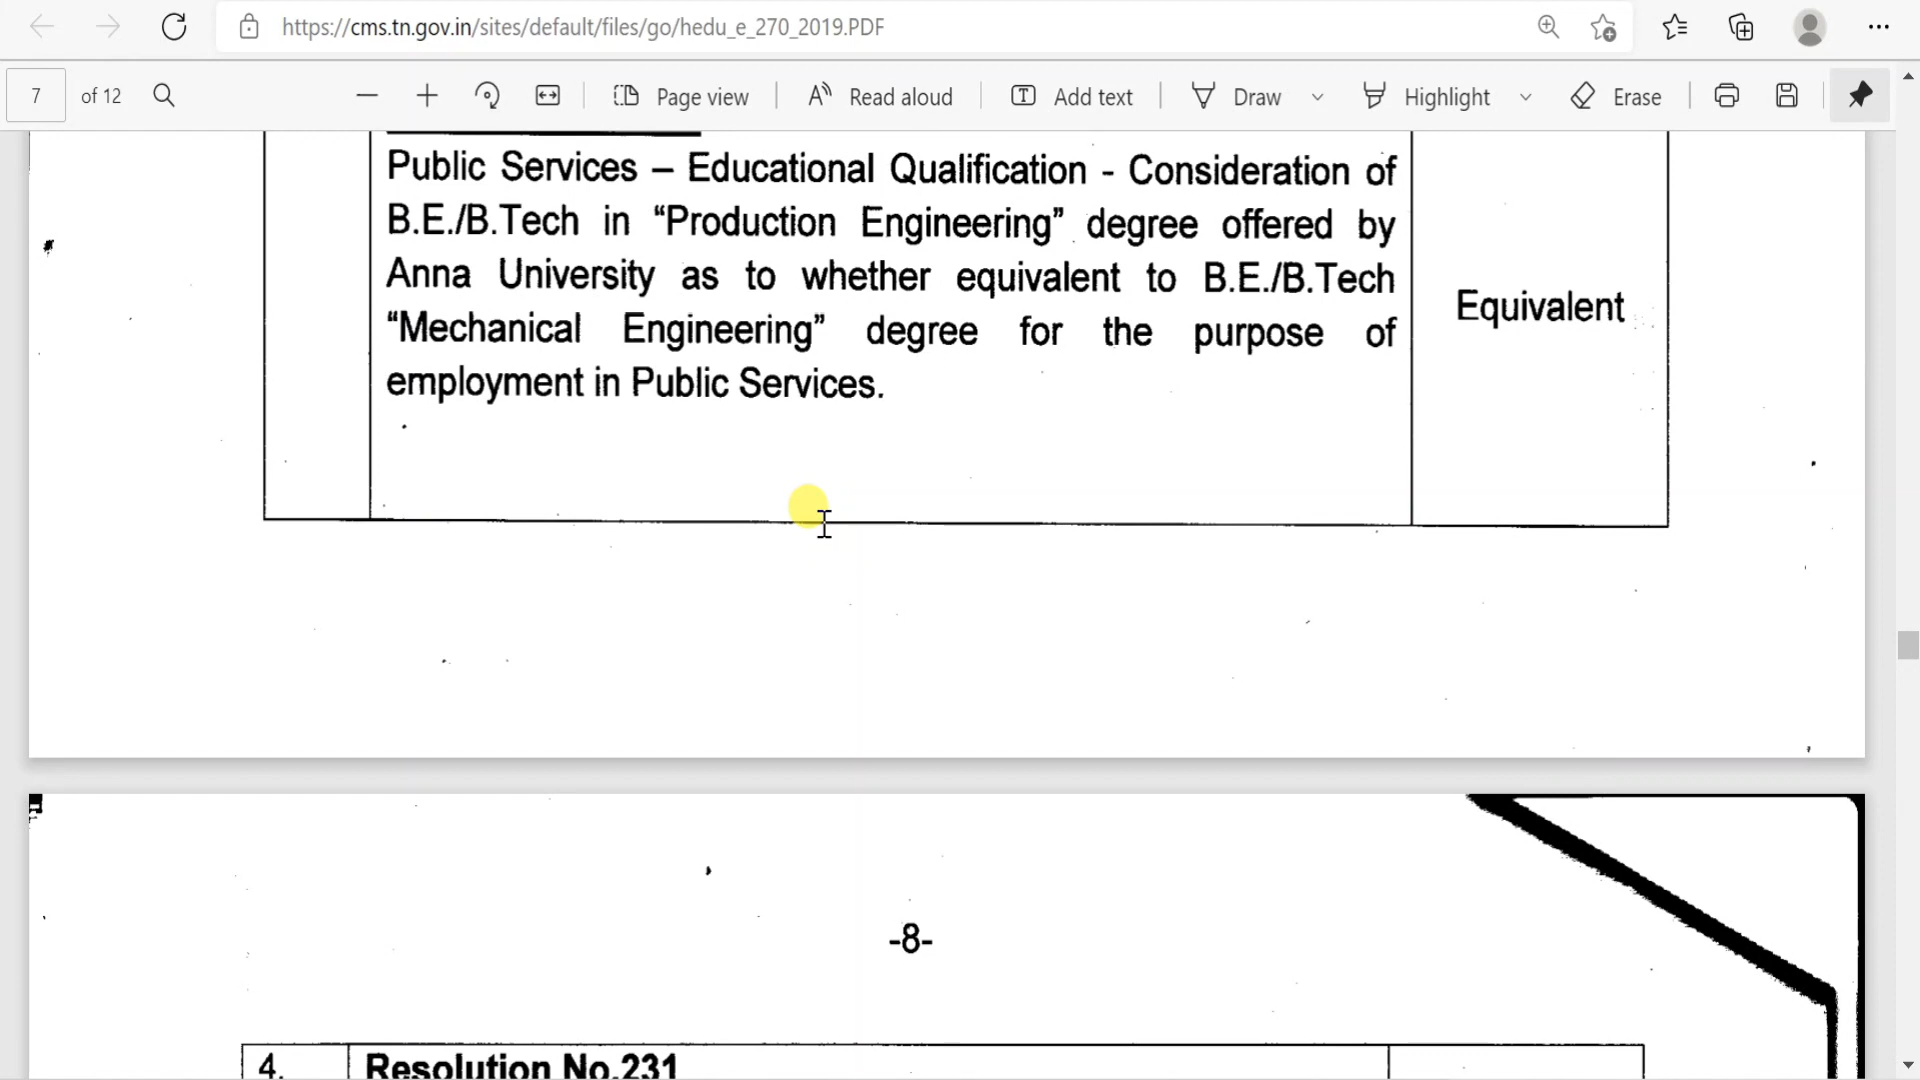 https://cms.tn.gov.in/sites/default/files/go/hedu_e_270_2019.PDF
7 of 12 Page view Read aloud Add text Draw Highlight Erase
Public Services – Educational Qualification - Consideration of
B.E./B.Tech in “Production Engineering” degree offered by
Anna University as to whether equivalent to B.E./B.Tech
“Mechanical Engineering” degree for the purpose of
employment in Public Services.
Equivalent
-8-
4. Resolution No.231